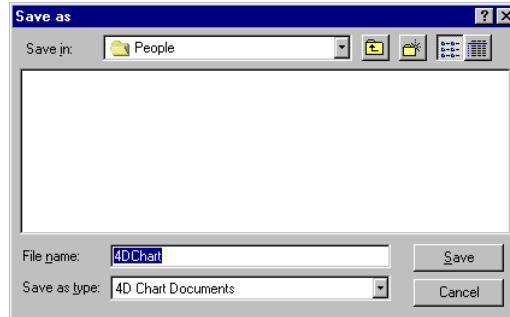 Save as
Save in: People
File name: 4DChart Save
Save as type: 4D Chart Documents Cancel